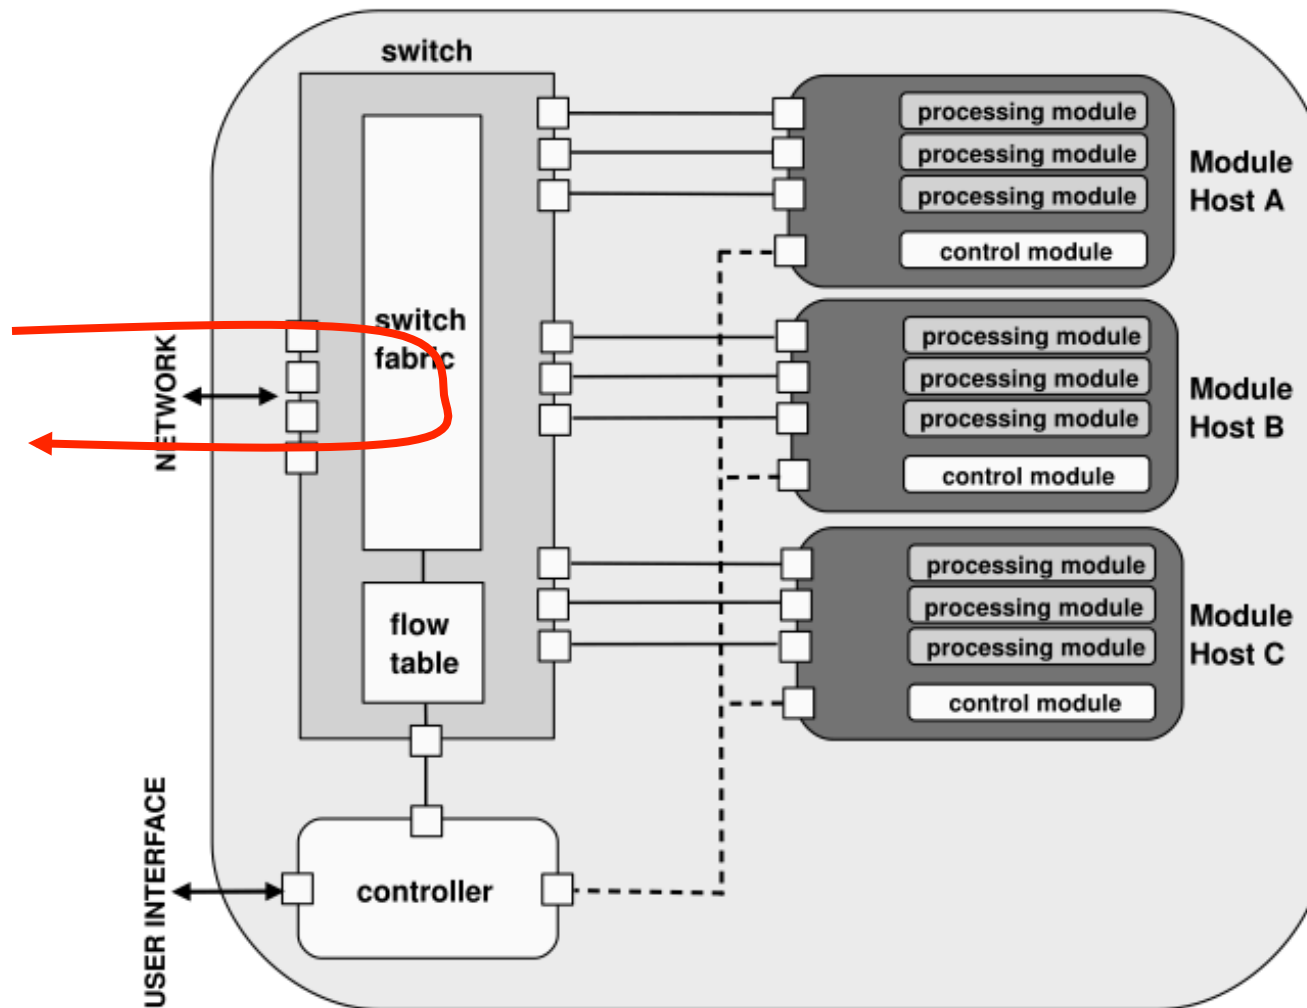 switch
switch
fabric
flow
table
NETWORK
USER INTERFACE
controller
processing module
processing module
processing module
control module
Module
Host A
processing module
processing module
processing module
control module
Module
Host B
processing module
processing module
processing module
control module
Module
Host C